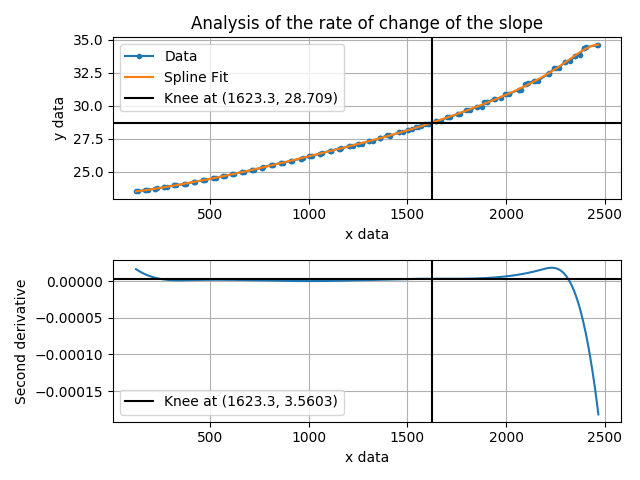 Analysis of the rate of change of the slope
35.0
32.5
30.0
27.5
25.0
y data
Data
Spline Fit
Knee at (1623.3, 28.709)
500
1000
1500
2000
2500
x data
0.00000
−0.00005
−0.00010
−0.00015
Second derivative
Knee at (1623.3, 3.5603)
500
1000
1500
2000
2500
x data